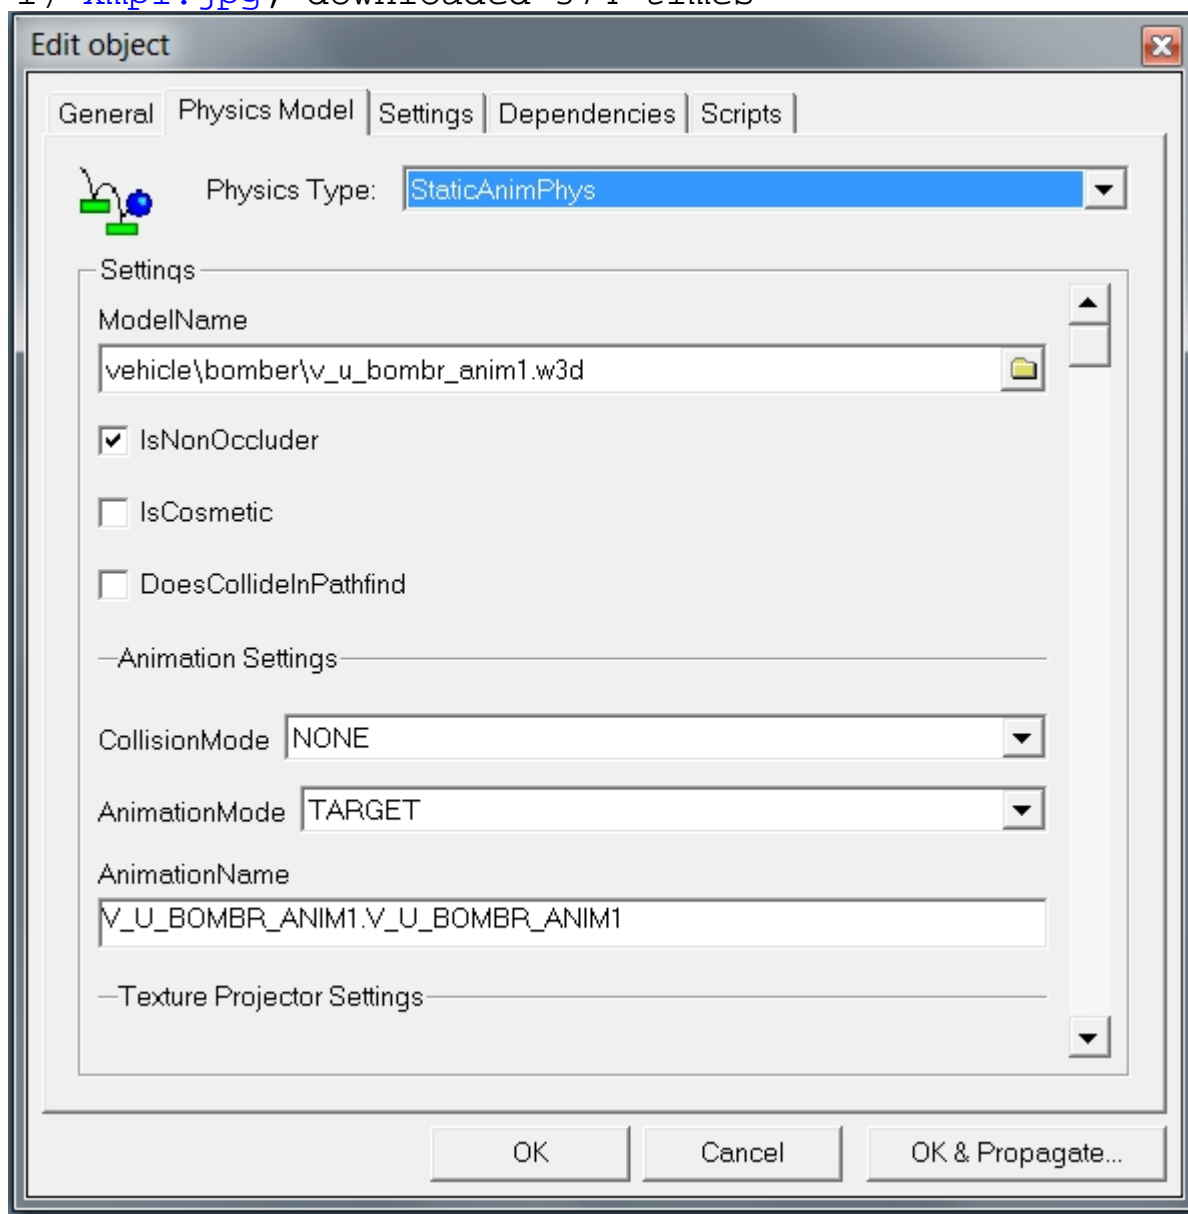 Edit object
General Physics Model Settings Dependencies Scripts
Physics Type: StaticAnimPhys
Settings
ModelName
vehicle\bomber\v_u_bombr_anim1.w3d
IsNonOccluder
IsCosmetic
DoesCollideInPathfind
Animation Settings
CollisionMode NONE
AnimationMode TARGET
AnimationName
V_U_BOMBR_ANIM1.V_U_BOMBR_ANIM1
Texture Projector Settings
OK Cancel OK & Propagate...